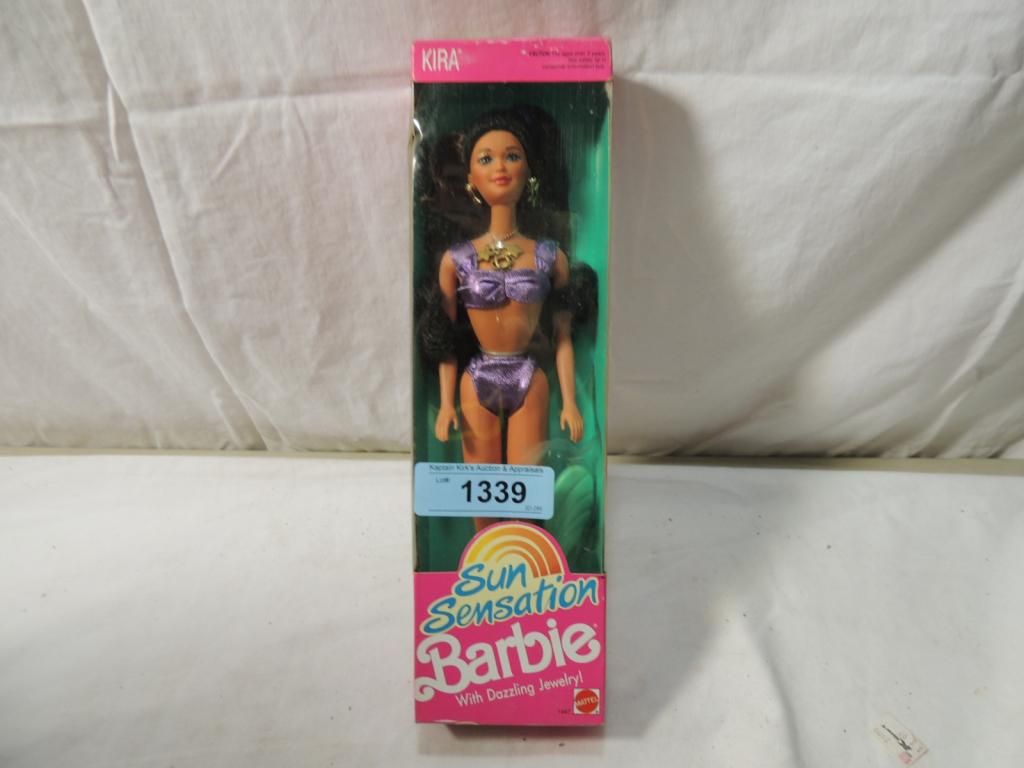 KIRA
Kaptain Kirk's Auction & Appraisals
Lot#:
1339
Sun
Sensation
Barbie
With Dazzling Jewelry!
MATTEL